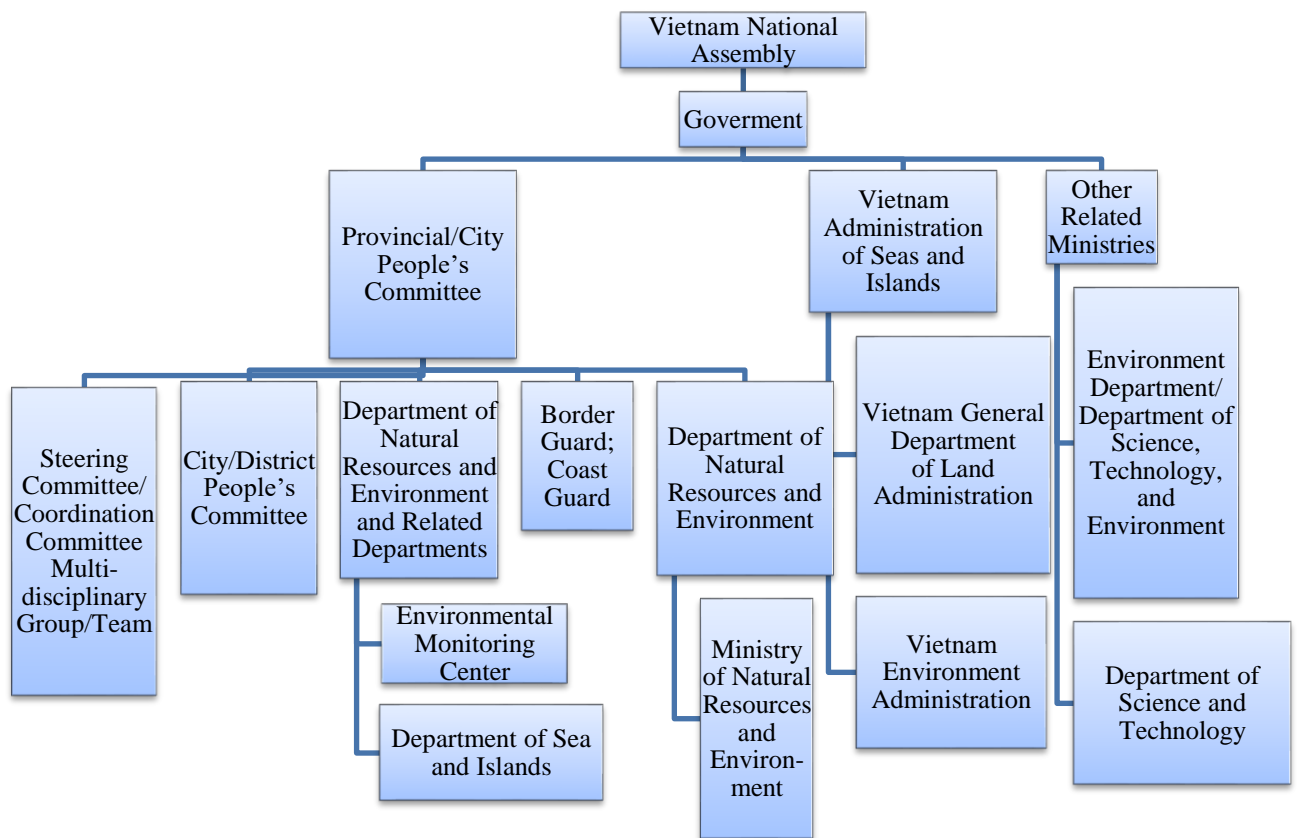 Vietnam National
Assembly
Goverment
Provincial/City
People’s
Committee
Vietnam
Administration
of Seas and
Islands
Other
Related
Ministries
Steering
Committee/
Coordination
Committee
Multi-
disciplinary
Group/Team
City/District
People’s
Committee
Department of
Natural
Resources and
Environment
and Related
Departments
Border
Guard;
Coast
Guard
Department of
Natural
Resources and
Environment
Vietnam General
Department
of Land
Administration
Environment
Department/
Department of
Science,
Technology,
and
Environment
Environmental
Monitoring
Center
Department of Sea
and Islands
Ministry
of Natural
Resources
and
Environ-
ment
Vietnam
Environment
Administration
Department of
Science and
Technology